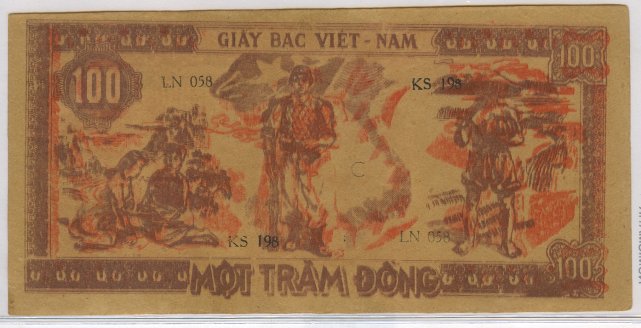 GIẤY BẠC VIỆT-NAM
100
100
LN 058
KS 198
C
KS 198
LN 058
MỘT TRĂM ĐỒNG
100